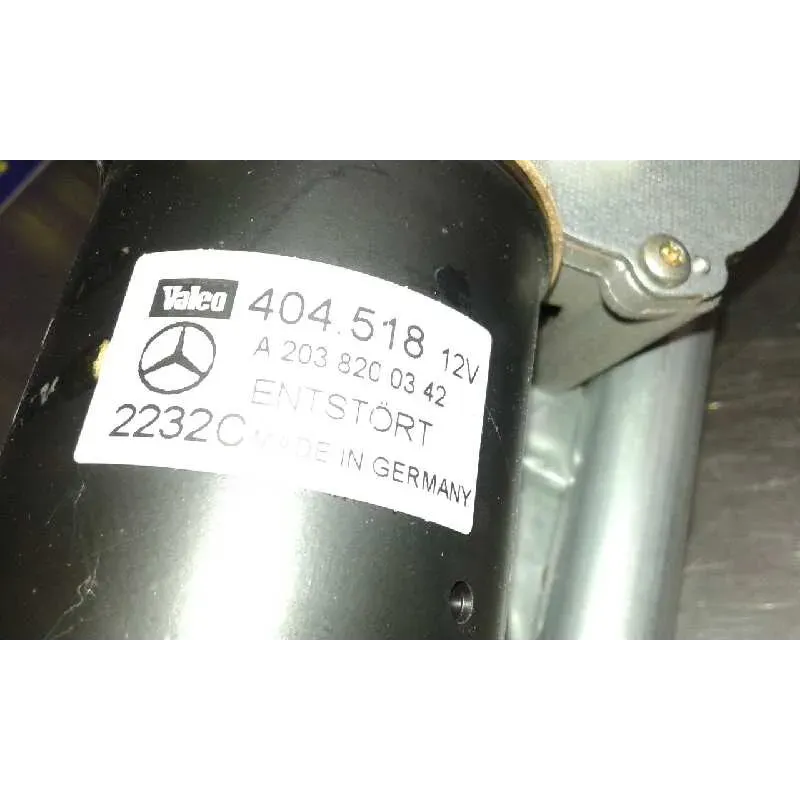 Valeo 404.518 12V
A 203 820 03 42
ENTSTÖRT
2232C MADE IN GERMANY